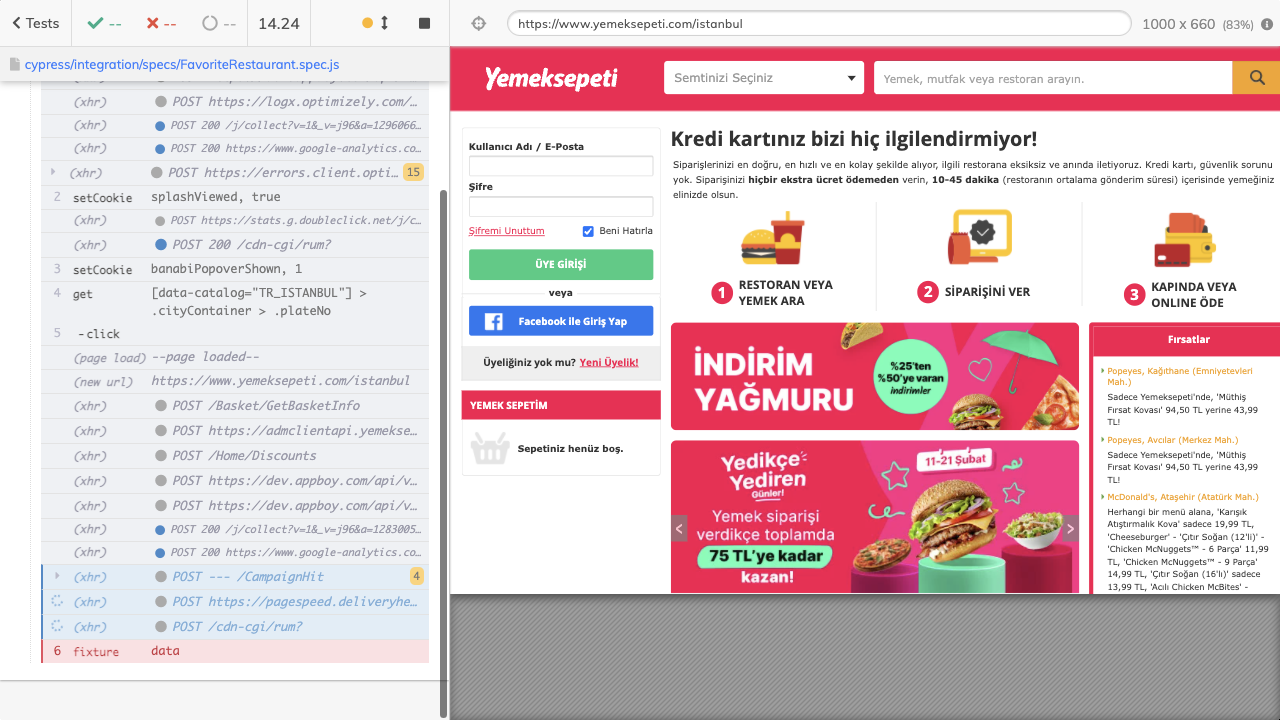 Tests
--
--
--
14.24
https://www.yemeksepeti.com/istanbul
1000 x 660 (83%)
cypress/integration/specs/FavoriteRestaurant.spec.js
(xhr) POST https://logx.optimizely.com/…
(xhr) POST 200 /j/collect?v=1&_v=j96&a=1296066…
(xhr) POST 200 https://www.google-analytics.co…
(xhr) POST https://errors.client.opti… 15
2 setCookie splashViewed, true
(xhr) POST https://stats.g.doubleclick.net/j/c…
(xhr) POST 200 /cdn-cgi/rum?
3 setCookie banabiPopoverShown, 1
4 get [data-catalog="TR_ISTANBUL"] >
.cityContainer > .plateNo
5 -click
(page load) --page loaded--
(new url) https://www.yemeksepeti.com/istanbul
(xhr) POST /Basket/GetBasketInfo
(xhr) POST https://clientapi.yemekse…
(xhr) POST /Home/Discounts
(xhr) POST https://dev.appboy.com/api/v…
(xhr) POST https://dev.appboy.com/api/v…
(xhr) POST 200 /j/collect?v=1&_v=j96&a=1283005…
(xhr) POST 200 https://www.google-analytics.co…
(xhr) POST --- /CampaignHit 4
(xhr) POST https://pagespeed.deliveryhe…
(xhr) POST /cdn-cgi/rum?
6 fixture data
Yemeksepeti
Semtinizi Seçiniz
Yemek, mutfak veya restoran arayın.
Kullanıcı Adı / E-Posta
Şifre
Şifremi Unuttum
Beni Hatırla
ÜYE GİRİŞİ
veya
Facebook ile Giriş Yap
Üyeliğiniz yok mu? Yeni Üyelik!
YEMEK SEPETİM
Sepetiniz henüz boş.
Kredi kartınız bizi hiç ilgilendirmiyor!
Siparişlerinizi en doğru, en hızlı ve en kolay şekilde alıyor, ilgili restorana eksiksiz ve anında iletiyoruz. Kredi kartı, güvenlik sorunu
yok. Siparişinizi hiçbir ekstra ücret ödemeden verin, 10-45 dakika (restoranın ortalama gönderim süresi) içerisinde yemeğiniz
elinizde olsun.
1 RESTORAN VEYA
YEMEK ARA
2 SİPARİŞİNİ VER
3 KAPINDA VEYA
ONLINE ÖDE
İNDİRİM
YAĞMURU
%25'ten
%50'ye varan
indirimler
Yedikçe
Yediren
Günler!
11-21 Şubat
Yemek siparişi
verdikçe toplamda
75 TL'ye kadar
kazan!
Fırsatlar
Popeyes, Kağıthane (Emniyetevleri
Mah.)
Sadece Yemeksepeti'nde, 'Müthiş
Fırsat Kovası' 94,50 TL yerine 43,99
TL!
Popeyes, Avcılar (Merkez Mah.)
Sadece Yemeksepeti'nde, 'Müthiş
Fırsat Kovası' 94,50 TL yerine 43,99
TL!
McDonald's, Ataşehir (Atatürk Mah.)
Herhangi bir menü alana, 'Karışık
Atıştırmalık Kova' sadece 19,99 TL,
'Cheeseburger' - 'Çıtır Soğan (12'li)' -
'Chicken McNuggets™ - 6 Parça' 11,99
TL, 'Chicken McNuggets™ - 9 Parça'
14,99 TL, 'Çıtır Soğan (16'lı)' sadece
13,99 TL, 'Acılı Chicken McBites' -